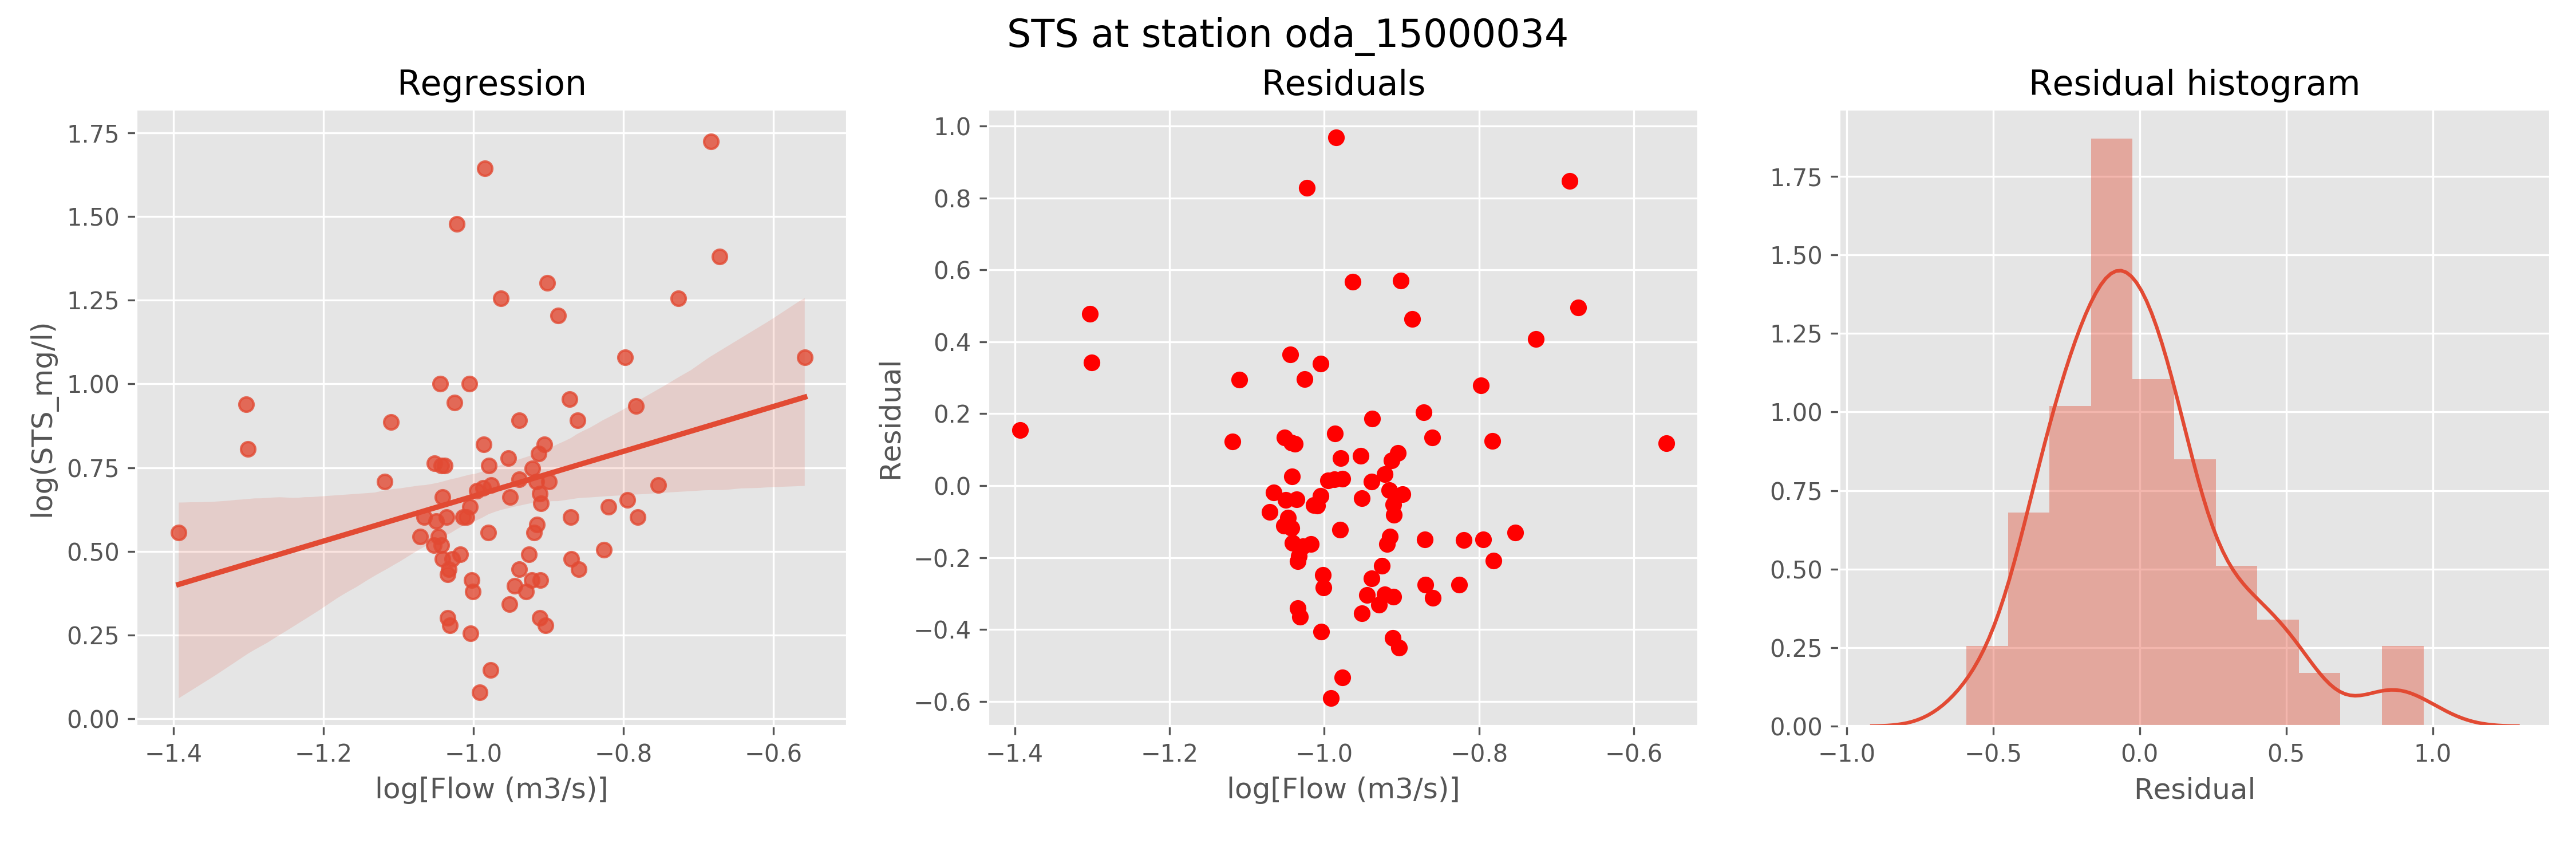 STS at station oda_15000034
Regression
1.75
1.50
1.25
1.00
0.75
0.50
0.25
0.00
log(STS_mg/l)
−1.4 −1.2 −1.0 −0.8 −0.6
log[Flow (m3/s)]
Residuals
1.0
0.8
0.6
0.4
0.2
0.0
−0.2
−0.4
−0.6
Residual
−1.4 −1.2 −1.0 −0.8 −0.6
log[Flow (m3/s)]
Residual histogram
1.75
1.50
1.25
1.00
0.75
0.50
0.25
0.00
−1.0 −0.5 0.0 0.5 1.0
Residual